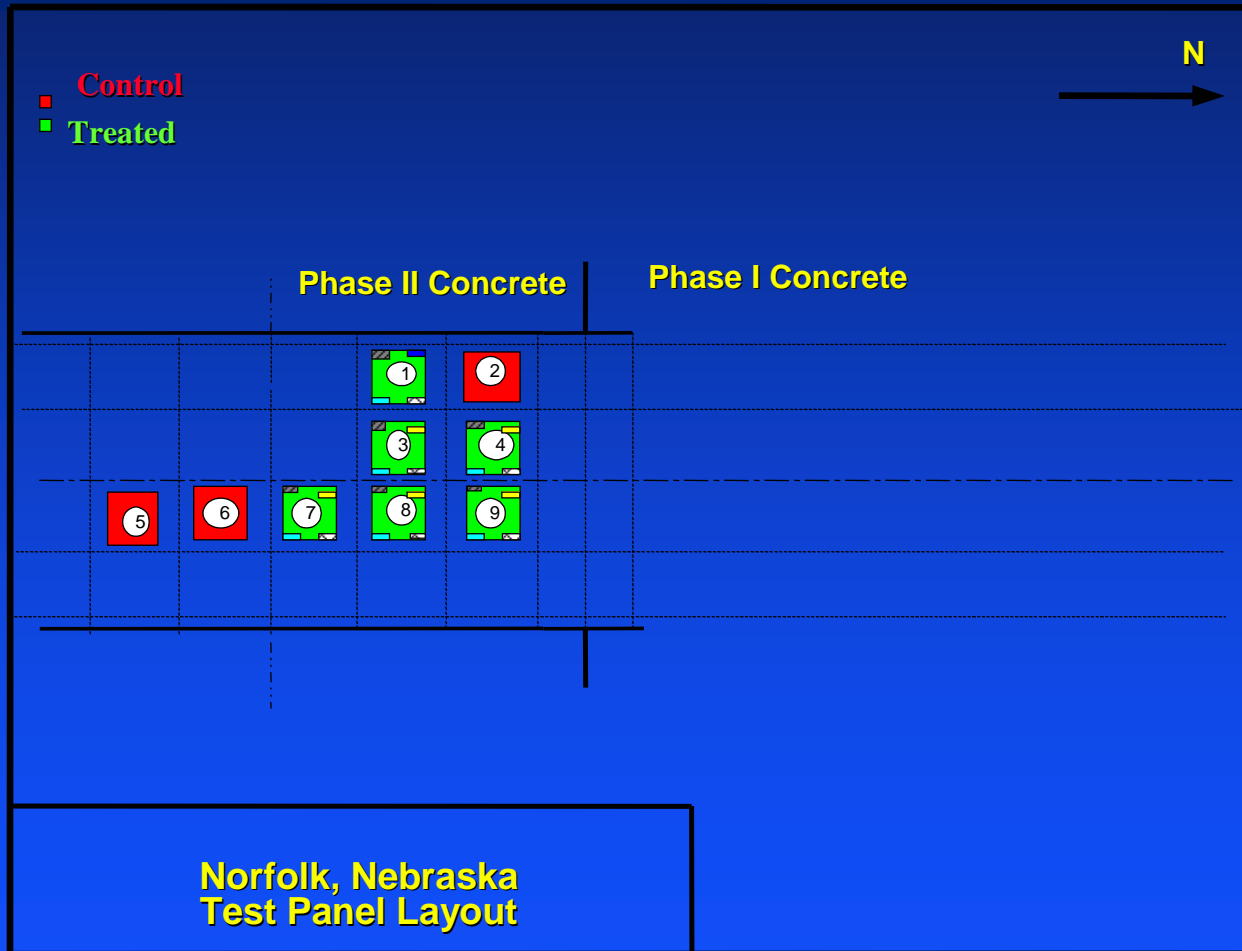 N
Control
Treated
Phase II Concrete
Phase I Concrete
1
2
3
4
5
6
7
8
9
Norfolk, Nebraska
Test Panel Layout